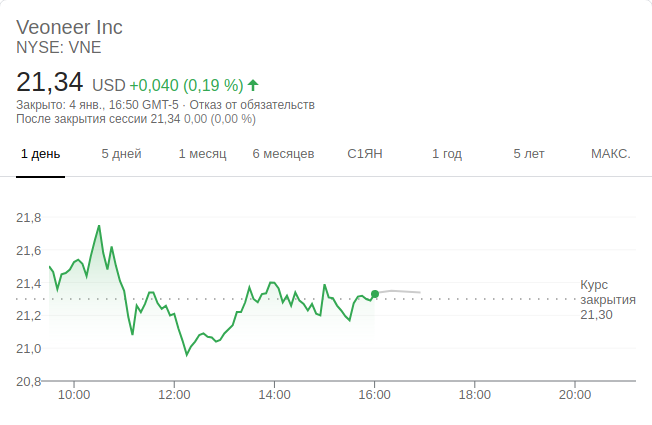 Veoneer Inc
NYSE: VNE
21,34 USD +0,040 (0,19 %)
Закрыто: 4 янв., 16:50 GMT-5 · Отказ от обязательств
После закрытия сессии 21,34 0,00 (0,00 %)
1 день 5 дней 1 месяц 6 месяцев С1ЯН 1 год 5 лет МАКС.
21,8
21,6
21,4
21,2
21,0
20,8
Курс
закрытия
21,30
10:00 12:00 14:00 16:00 18:00 20:00